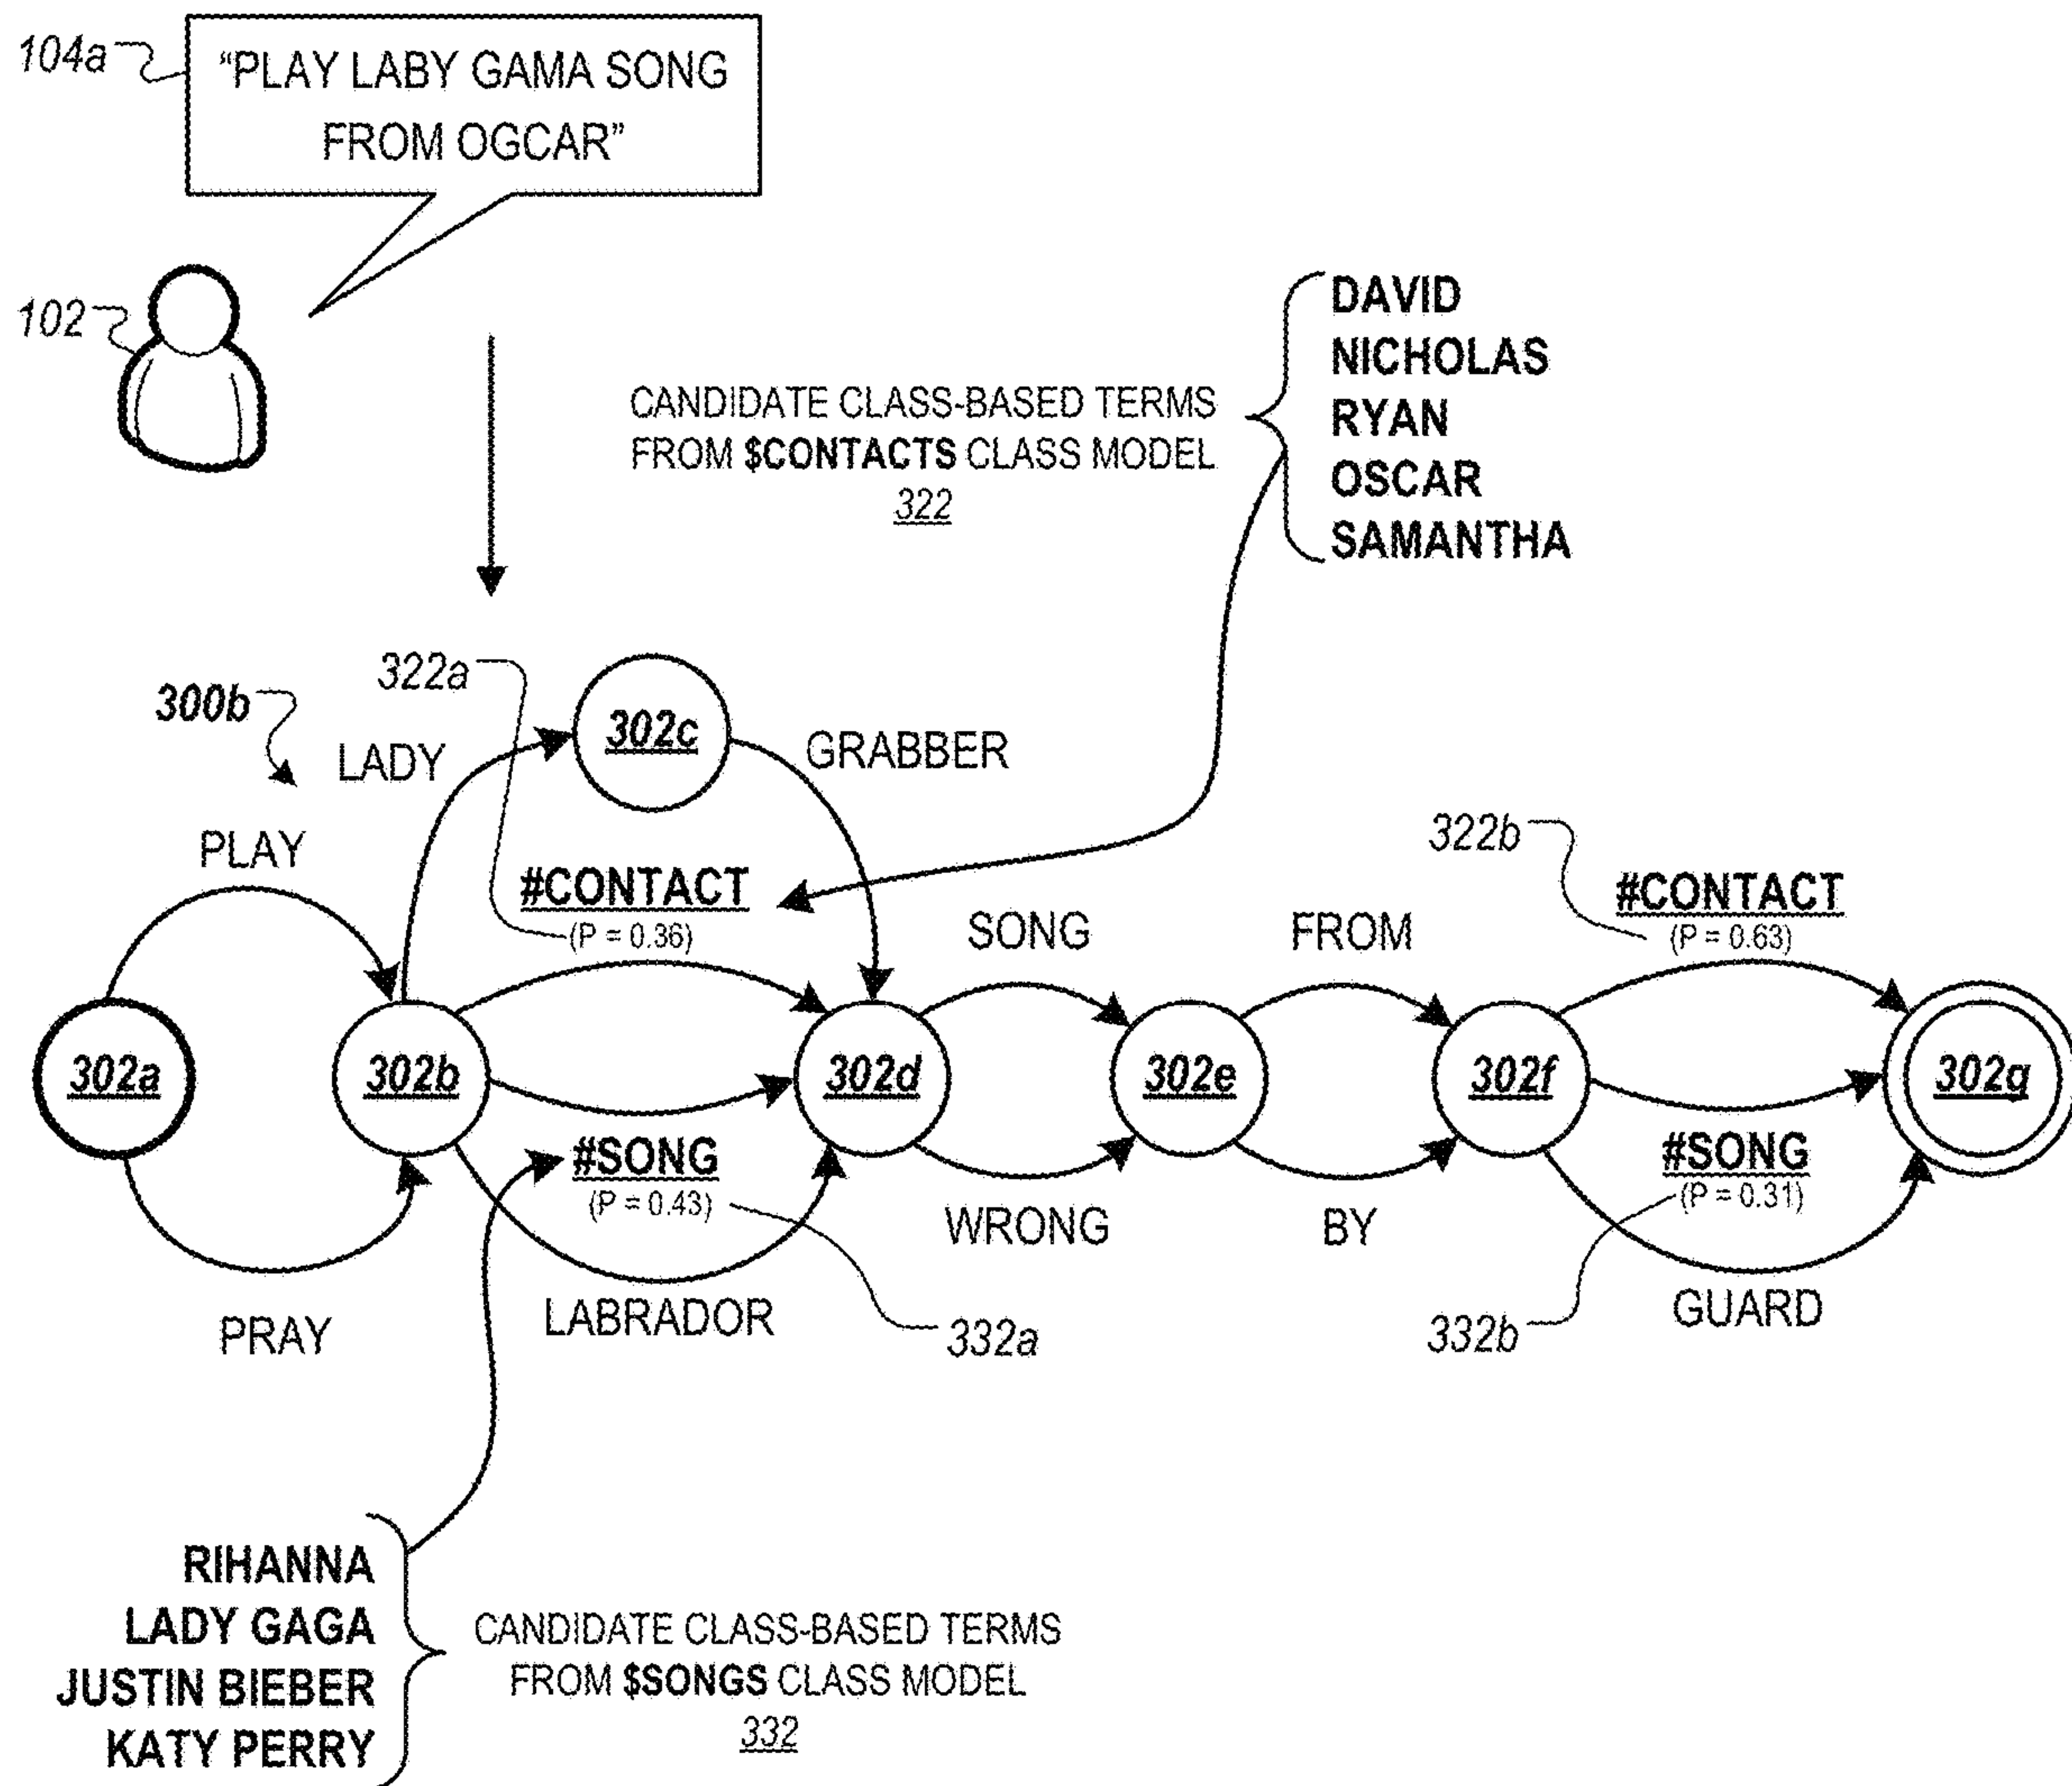 104a
"PLAY LABY GAMA SONG
FROM OGCAR"
102
DAVID
NICHOLAS
RYAN
OSCAR
SAMANTHA
CANDIDATE CLASS-BASED TERMS
FROM $CONTACTS CLASS MODEL
322
322a
300b
LADY
302c
GRABBER
PLAY
#CONTACT
(P = 0.36)
SONG
FROM
322b
#CONTACT
(P = 0.63)
302a
302b
302d
302e
302f
302g
#SONG
(P = 0.43)
WRONG
BY
#SONG
(P = 0.31)
PRAY
LABRADOR
332a
332b
GUARD
RIHANNA
LADY GAGA
JUSTIN BIEBER
KATY PERRY
CANDIDATE CLASS-BASED TERMS
FROM $SONGS CLASS MODEL
332